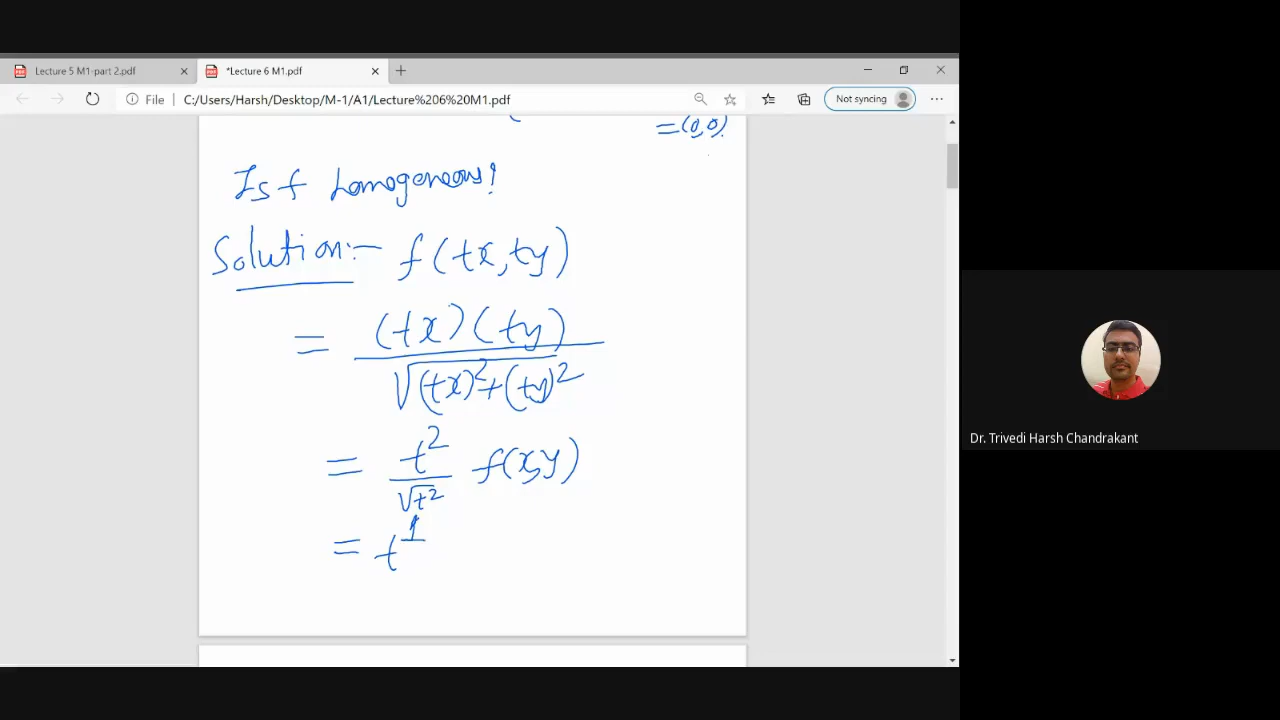 Lecture 5 M1-part 2.pdf
*Lecture 6 M1.pdf
File
C:/Users/Harsh/Desktop/M-1/A1/Lecture%206%20M1.pdf
Not syncing
=(0,0)
Is f homogeneous?
Solution:- f(tx,ty)
= (tx)(ty)
√(tx)²+(ty)²
= t²/√t² f(x,y)
= t¹
Dr. Trivedi Harsh Chandrakant